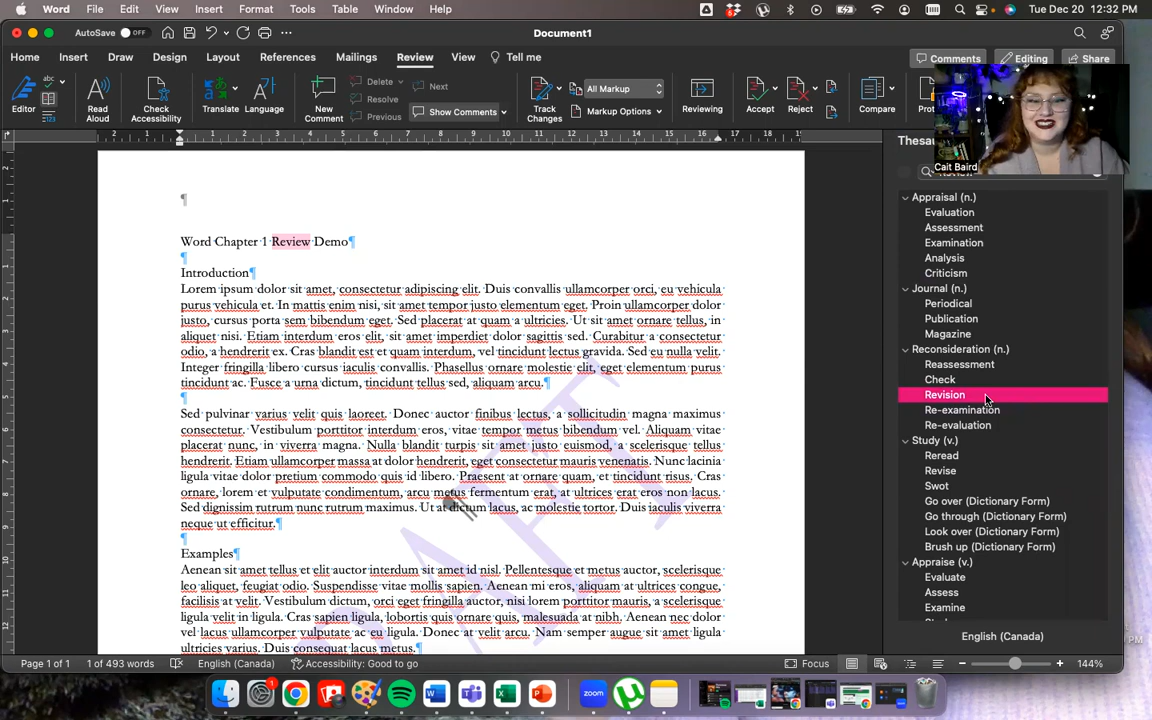 Word File Edit View Insert Format Tools Table Window Help Tue Dec 20 12:32 PM
AutoSave OFF Document1
Home Insert Draw Design Layout References Mailings Review View Tell me Comments Editing Share
Editor Read Aloud Check Accessibility Translate Language New Comment Delete Resolve Previous Next Show Comments Track Changes All Markup Markup Options Reviewing Accept Reject Compare
Cait Baird
¶
Word Chapter 1 Review Demo¶
¶
Introduction¶
Lorem ipsum dolor sit amet, consectetur adipiscing elit. Duis convallis ullamcorper orci, eu vehicula
purus vehicula et. In mattis enim nisi, sit amet tempor justo elementum eget. Proin ullamcorper dolor
justo, cursus porta sem bibendum eget. Sed placerat at quam a ultricies. Ut sit amet ornare tellus, in
aliquet nisi. Etiam interdum eros elit, sit amet imperdiet dolor sagittis sed. Curabitur a consectetur
odio, a hendrerit ex. Cras blandit est et quam interdum, vel tincidunt lectus gravida. Sed eu nulla velit.
Integer fringilla libero cursus iaculis convallis. Phasellus ornare molestie elit, eget elementum purus
tincidunt ac. Fusce a urna dictum, tincidunt tellus sed, aliquam arcu.¶
¶
Sed pulvinar varius velit quis laoreet. Donec auctor finibus lectus, a sollicitudin magna maximus
consectetur. Vestibulum porttitor interdum eros, vitae tempor metus bibendum vel. Aliquam vitae
placerat nunc, in viverra magna. Nulla blandit turpis sit amet justo euismod, a scelerisque tellus
hendrerit. Etiam ullamcorper massa at dolor hendrerit, eget consectetur mauris venenatis. Nunc lacinia
ligula vitae dolor pretium commodo quis id libero. Praesent at ornare quam, et tincidunt risus. Cras
ornare, lorem et vulputate condimentum, arcu metus fermentum erat, at ultrices erat eros non lacus.
Sed dignissim rutrum nunc rutrum maximus. Ut at dictum lacus, ac molestie tortor. Duis iaculis viverra
neque ut efficitur.¶
¶
Examples¶
Aenean sit amet tellus et elit auctor interdum sit amet id nisl. Pellentesque et metus auctor, scelerisque
leo aliquet, feugiat odio. Suspendisse vitae mollis sapien. Aenean mi eros, aliquam at ultrices congue,
facilisis at velit. Vestibulum dictum, orci eget fringilla auctor, nisi lorem porttitor mauris, a scelerisque
ligula velit in ligula. Cras sapien ligula, lobortis quis ornare quis, malesuada at nibh. Aenean nec dolor
vel lacus ullamcorper vulputate ac eu ligula. Donec at velit arcu. Nam semper augue sit amet ligula
ultricies varius. Duis consequat lacus metus.¶
Appraisal (n.)
Evaluation
Assessment
Examination
Analysis
Criticism
Journal (n.)
Periodical
Publication
Magazine
Reconsideration (n.)
Reassessment
Check
Revision
Re-examination
Re-evaluation
Study (v.)
Reread
Revise
Swot
Go over (Dictionary Form)
Go through (Dictionary Form)
Look over (Dictionary Form)
Brush up (Dictionary Form)
Appraise (v.)
Evaluate
Assess
Examine
English (Canada)
Page 1 of 1 1 of 493 words English (Canada) Accessibility: Good to go Focus 144%
zoom